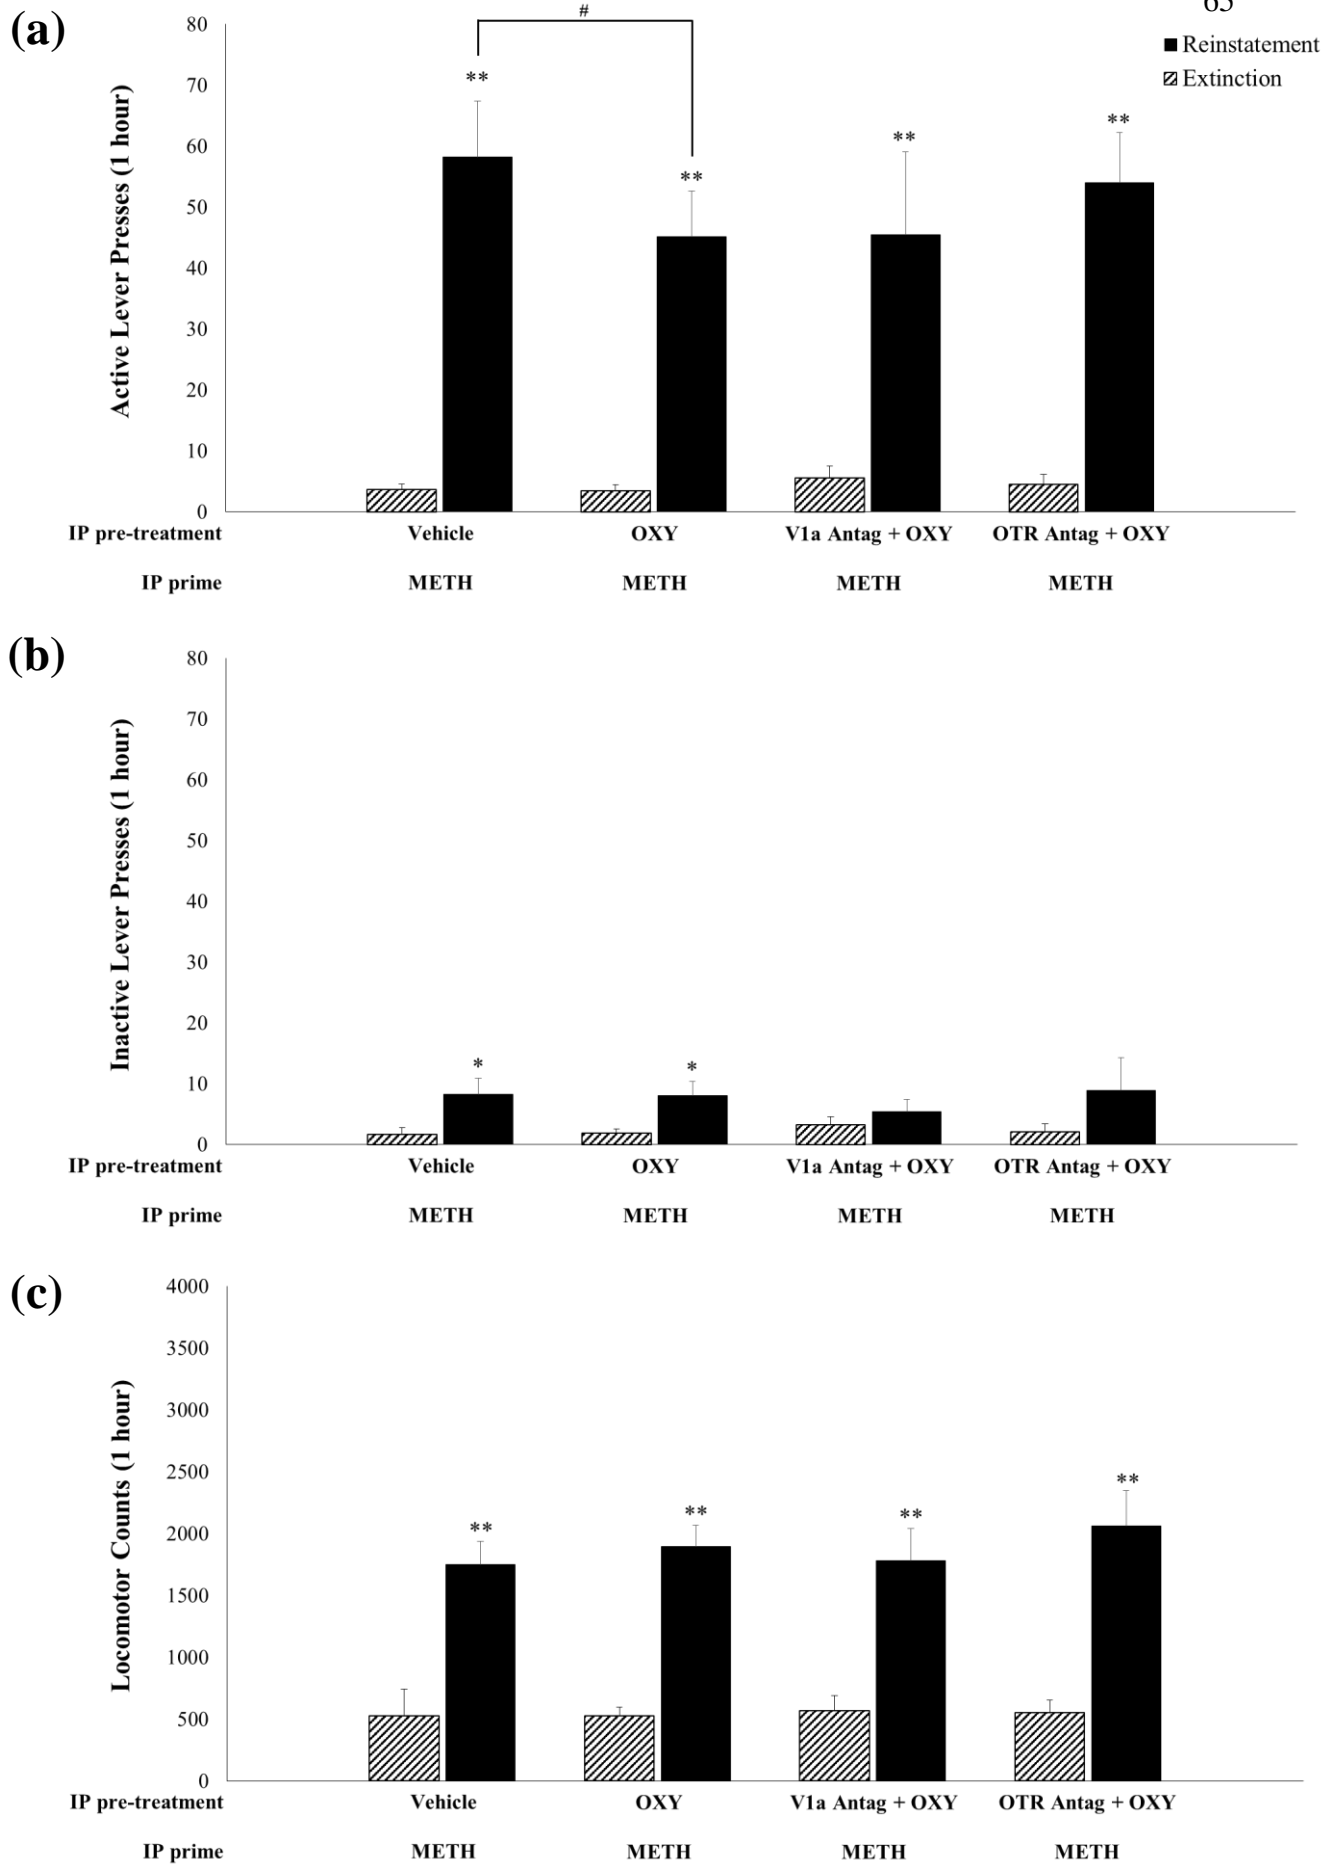 65
(a)
#
Reinstatement
Extinction
Active Lever Presses (1 hour)
80
70
60
50
40
30
20
10
0
**
**
**
**
IP pre-treatment Vehicle OXY V1a Antag + OXY OTR Antag + OXY
IP prime METH METH METH METH
(b)
Inactive Lever Presses (1 hour)
80
70
60
50
40
30
20
10
0
*
*
IP pre-treatment Vehicle OXY V1a Antag + OXY OTR Antag + OXY
IP prime METH METH METH METH
(c)
Locomotor Counts (1 hour)
4000
3500
3000
2500
2000
1500
1000
500
0
**
**
**
**
IP pre-treatment Vehicle OXY V1a Antag + OXY OTR Antag + OXY
IP prime METH METH METH METH